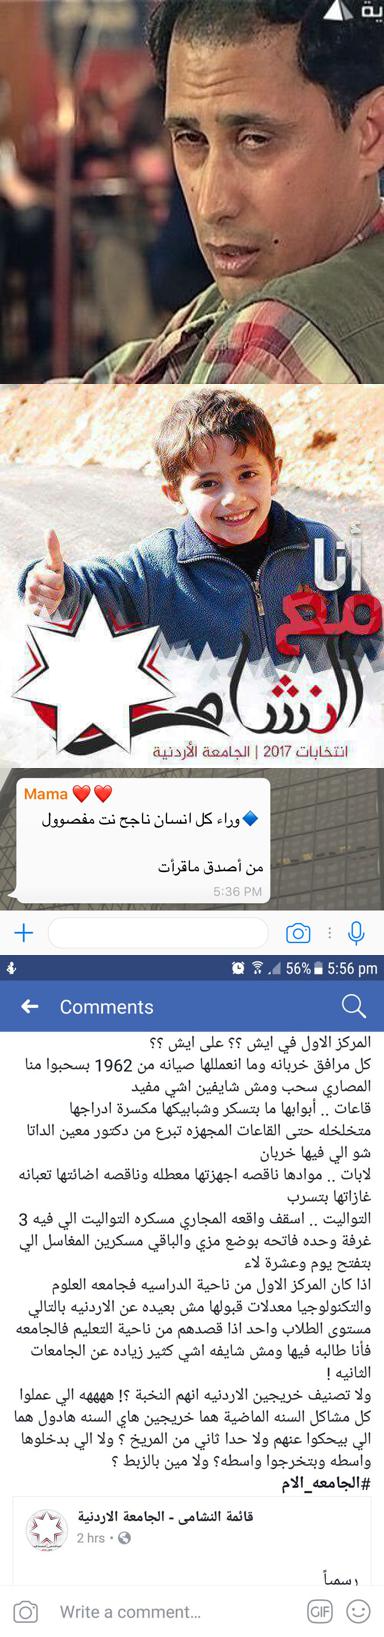 ية
أنا
مع
النشامى
انتخابات 2017 | الجامعة الأردنية
Mama ❤️❤️
🔷وراء كل انسان ناجح نت مفصوول
من أصدق ماقرأت
5:36 PM
56% 5:56 pm
Comments
المركز الاول في ايش ؟؟ على ايش ؟؟
كل مرافق خربانه وما انعمللها صيانه من 1962 بسحبوا منا
المصاري سحب ومش شايفين اشي مفيد
قاعات .. أبوابها ما بتسكر وشبابيكها مكسرة ادراجها
متخلخله حتى القاعات المجهزه تبرع من دكتور معين الداتا
شو الي فيها خربان
لابات .. موادها ناقصه اجهزتها معطله وناقصه اضائتها تعبانه
غازاتها بتسرب
التواليت .. اسقف واقعه المجاري مسكره التواليت الي فيه 3
غرفة وحده فاتحه بوضع مزي والباقي مسكرين المغاسل الي
بتفتح يوم وعشرة لاء
اذا كان المركز الاول من ناحية الدراسيه فجامعه العلوم
والتكنولوجيا معدلات قبولها مش بعيده عن الاردنيه بالتالي
مستوى الطلاب واحد اذا قصدهم من ناحية التعليم فالجامعه
فأنا طالبه فيها ومش شايفه اشي كثير زياده عن الجامعات
الثانيه !
ولا تصنيف خريجين الاردنيه انهم النخبة ؟! ههههه الي عملوا
كل مشاكل السنه الماضية هما خريجين هاي السنه هادول هما
الي بيحكوا عنهم ولا حدا ثاني من المريخ ؟ ولا الي بدخلوها
واسطه وبتخرجوا واسطه؟ ولا مين بالزبط ؟
#الجامعه_الام
قائمة النشامى - الجامعة الاردنية
2 hrs
رسمياً
Write a comment...
GIF